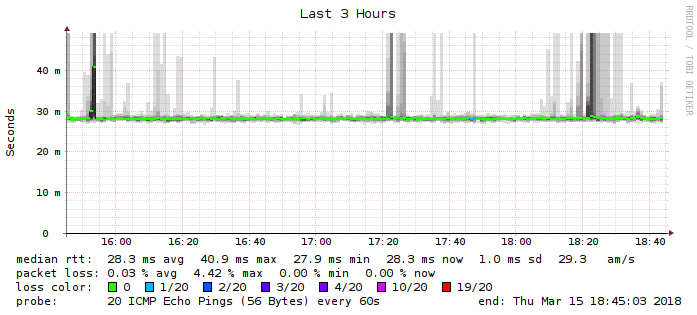 Last 3 Hours
RRDTOOL / TOBI OETIKER
Seconds
40 m
30 m
20 m
10 m
0
16:00 16:20 16:40 17:00 17:20 17:40 18:00 18:20 18:40
median rtt: 28.3 ms avg 40.9 ms max 27.9 ms min 28.3 ms now 1.0 ms sd 29.3 am/s
packet loss: 0.03 % avg 4.42 % max 0.00 % min 0.00 % now
loss color: 0 1/20 2/20 3/20 4/20 10/20 19/20
probe: 20 ICMP Echo Pings (56 Bytes) every 60s end: Thu Mar 15 18:45:03 2018